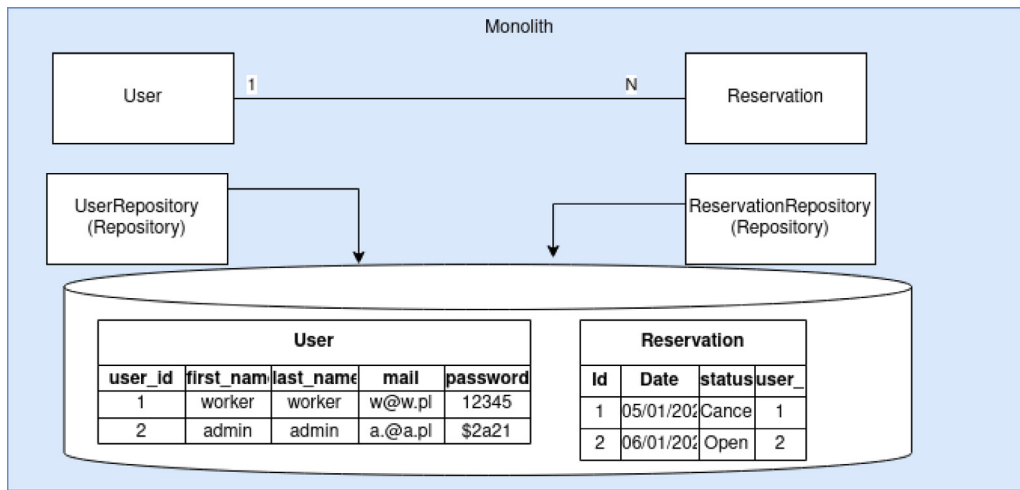 Monolith
User
1
N
Reservation
UserRepository
(Repository)
ReservationRepository
(Repository)
User
user_id first_nam last_name mail password
1 worker worker w@w.pl 12345
2 admin admin a.@a.pl $2a21
Reservation
Id Date status user_
1 05/01/202 Cance 1
2 06/01/202 Open 2